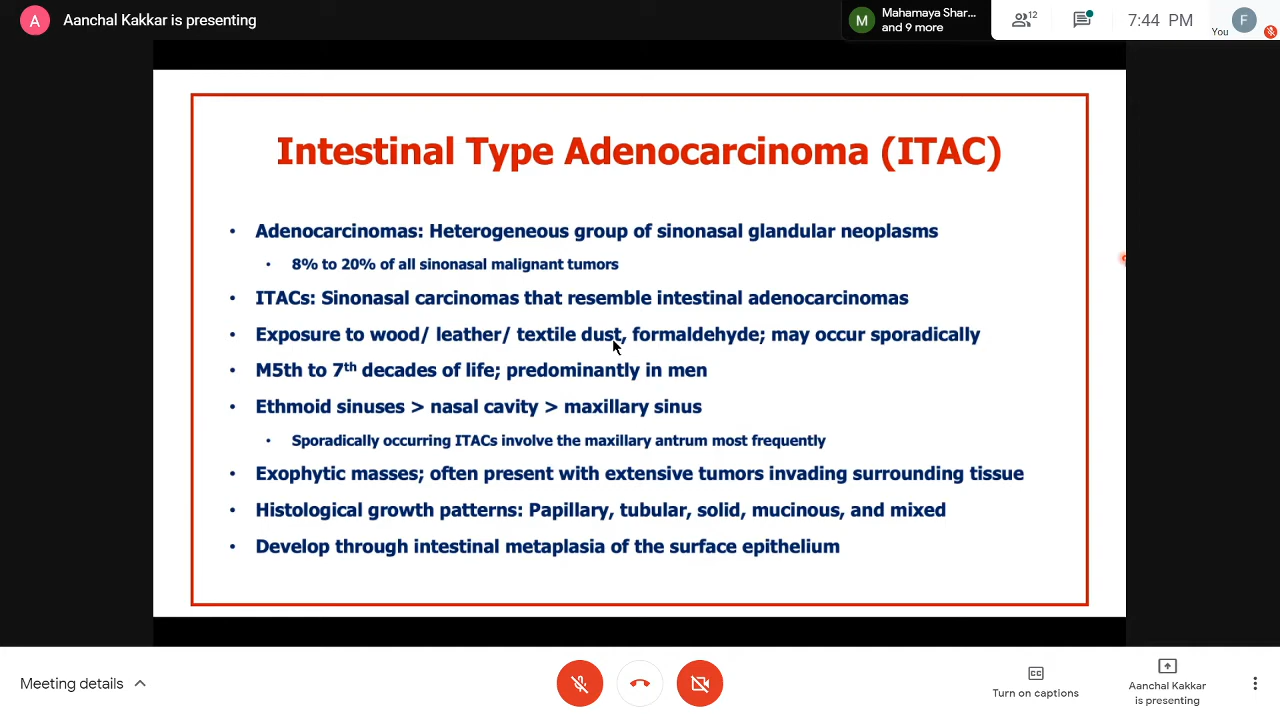 A
Aanchal Kakkar is presenting
M
Mahamaya Shar...
and 9 more
12
7:44 PM
You
F
Intestinal Type Adenocarcinoma (ITAC)
• Adenocarcinomas: Heterogeneous group of sinonasal glandular neoplasms
• 8% to 20% of all sinonasal malignant tumors
• ITACs: Sinonasal carcinomas that resemble intestinal adenocarcinomas
• Exposure to wood/ leather/ textile dust, formaldehyde; may occur sporadically
• M5th to 7th decades of life; predominantly in men
• Ethmoid sinuses > nasal cavity > maxillary sinus
• Sporadically occurring ITACs involve the maxillary antrum most frequently
• Exophytic masses; often present with extensive tumors invading surrounding tissue
• Histological growth patterns: Papillary, tubular, solid, mucinous, and mixed
• Develop through intestinal metaplasia of the surface epithelium
Meeting details
CC
Turn on captions
Aanchal Kakkar
is presenting